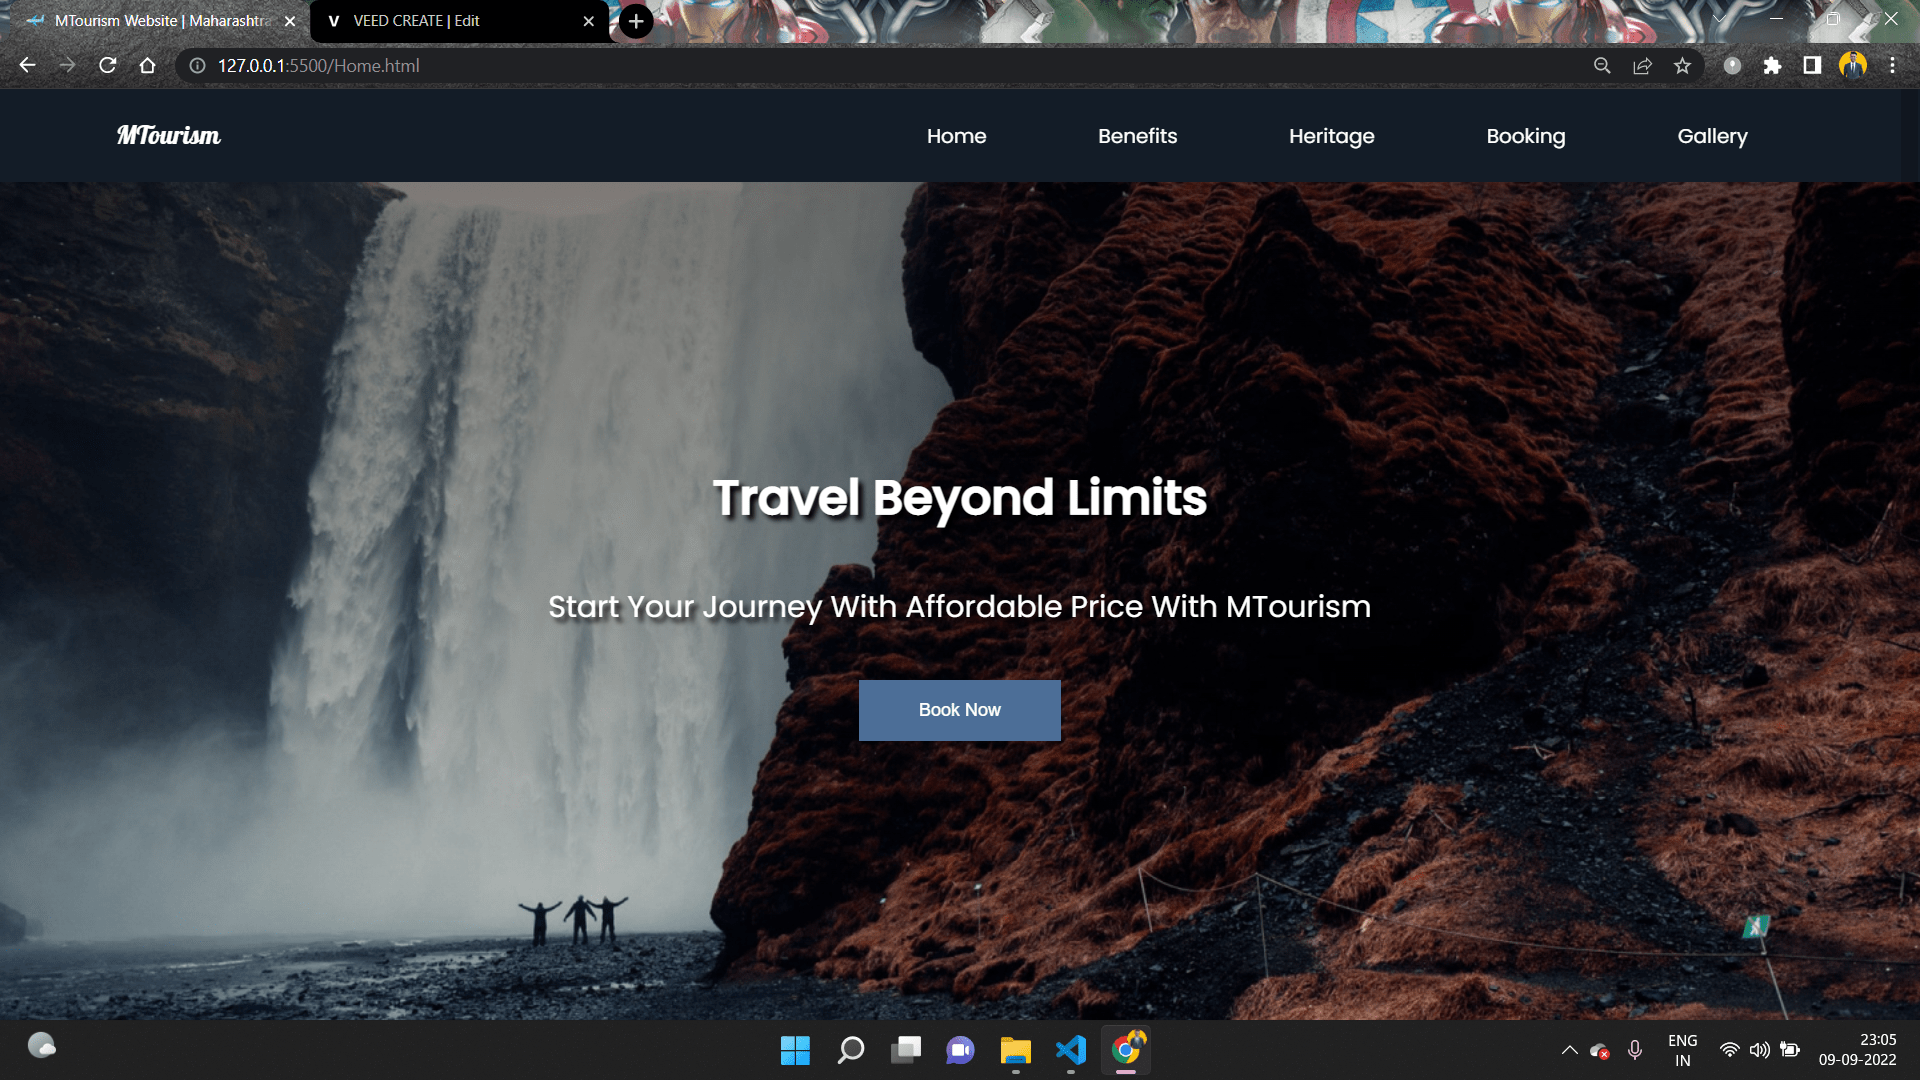 MTourism Website | Maharashtra
VEED CREATE | Edit
127.0.0.1:5500/Home.html
MTourism
Home
Benefits
Heritage
Booking
Gallery
Travel Beyond Limits
Start Your Journey With Affordable Price With MTourism
Book Now
ENG
IN
23:05
09-09-2022